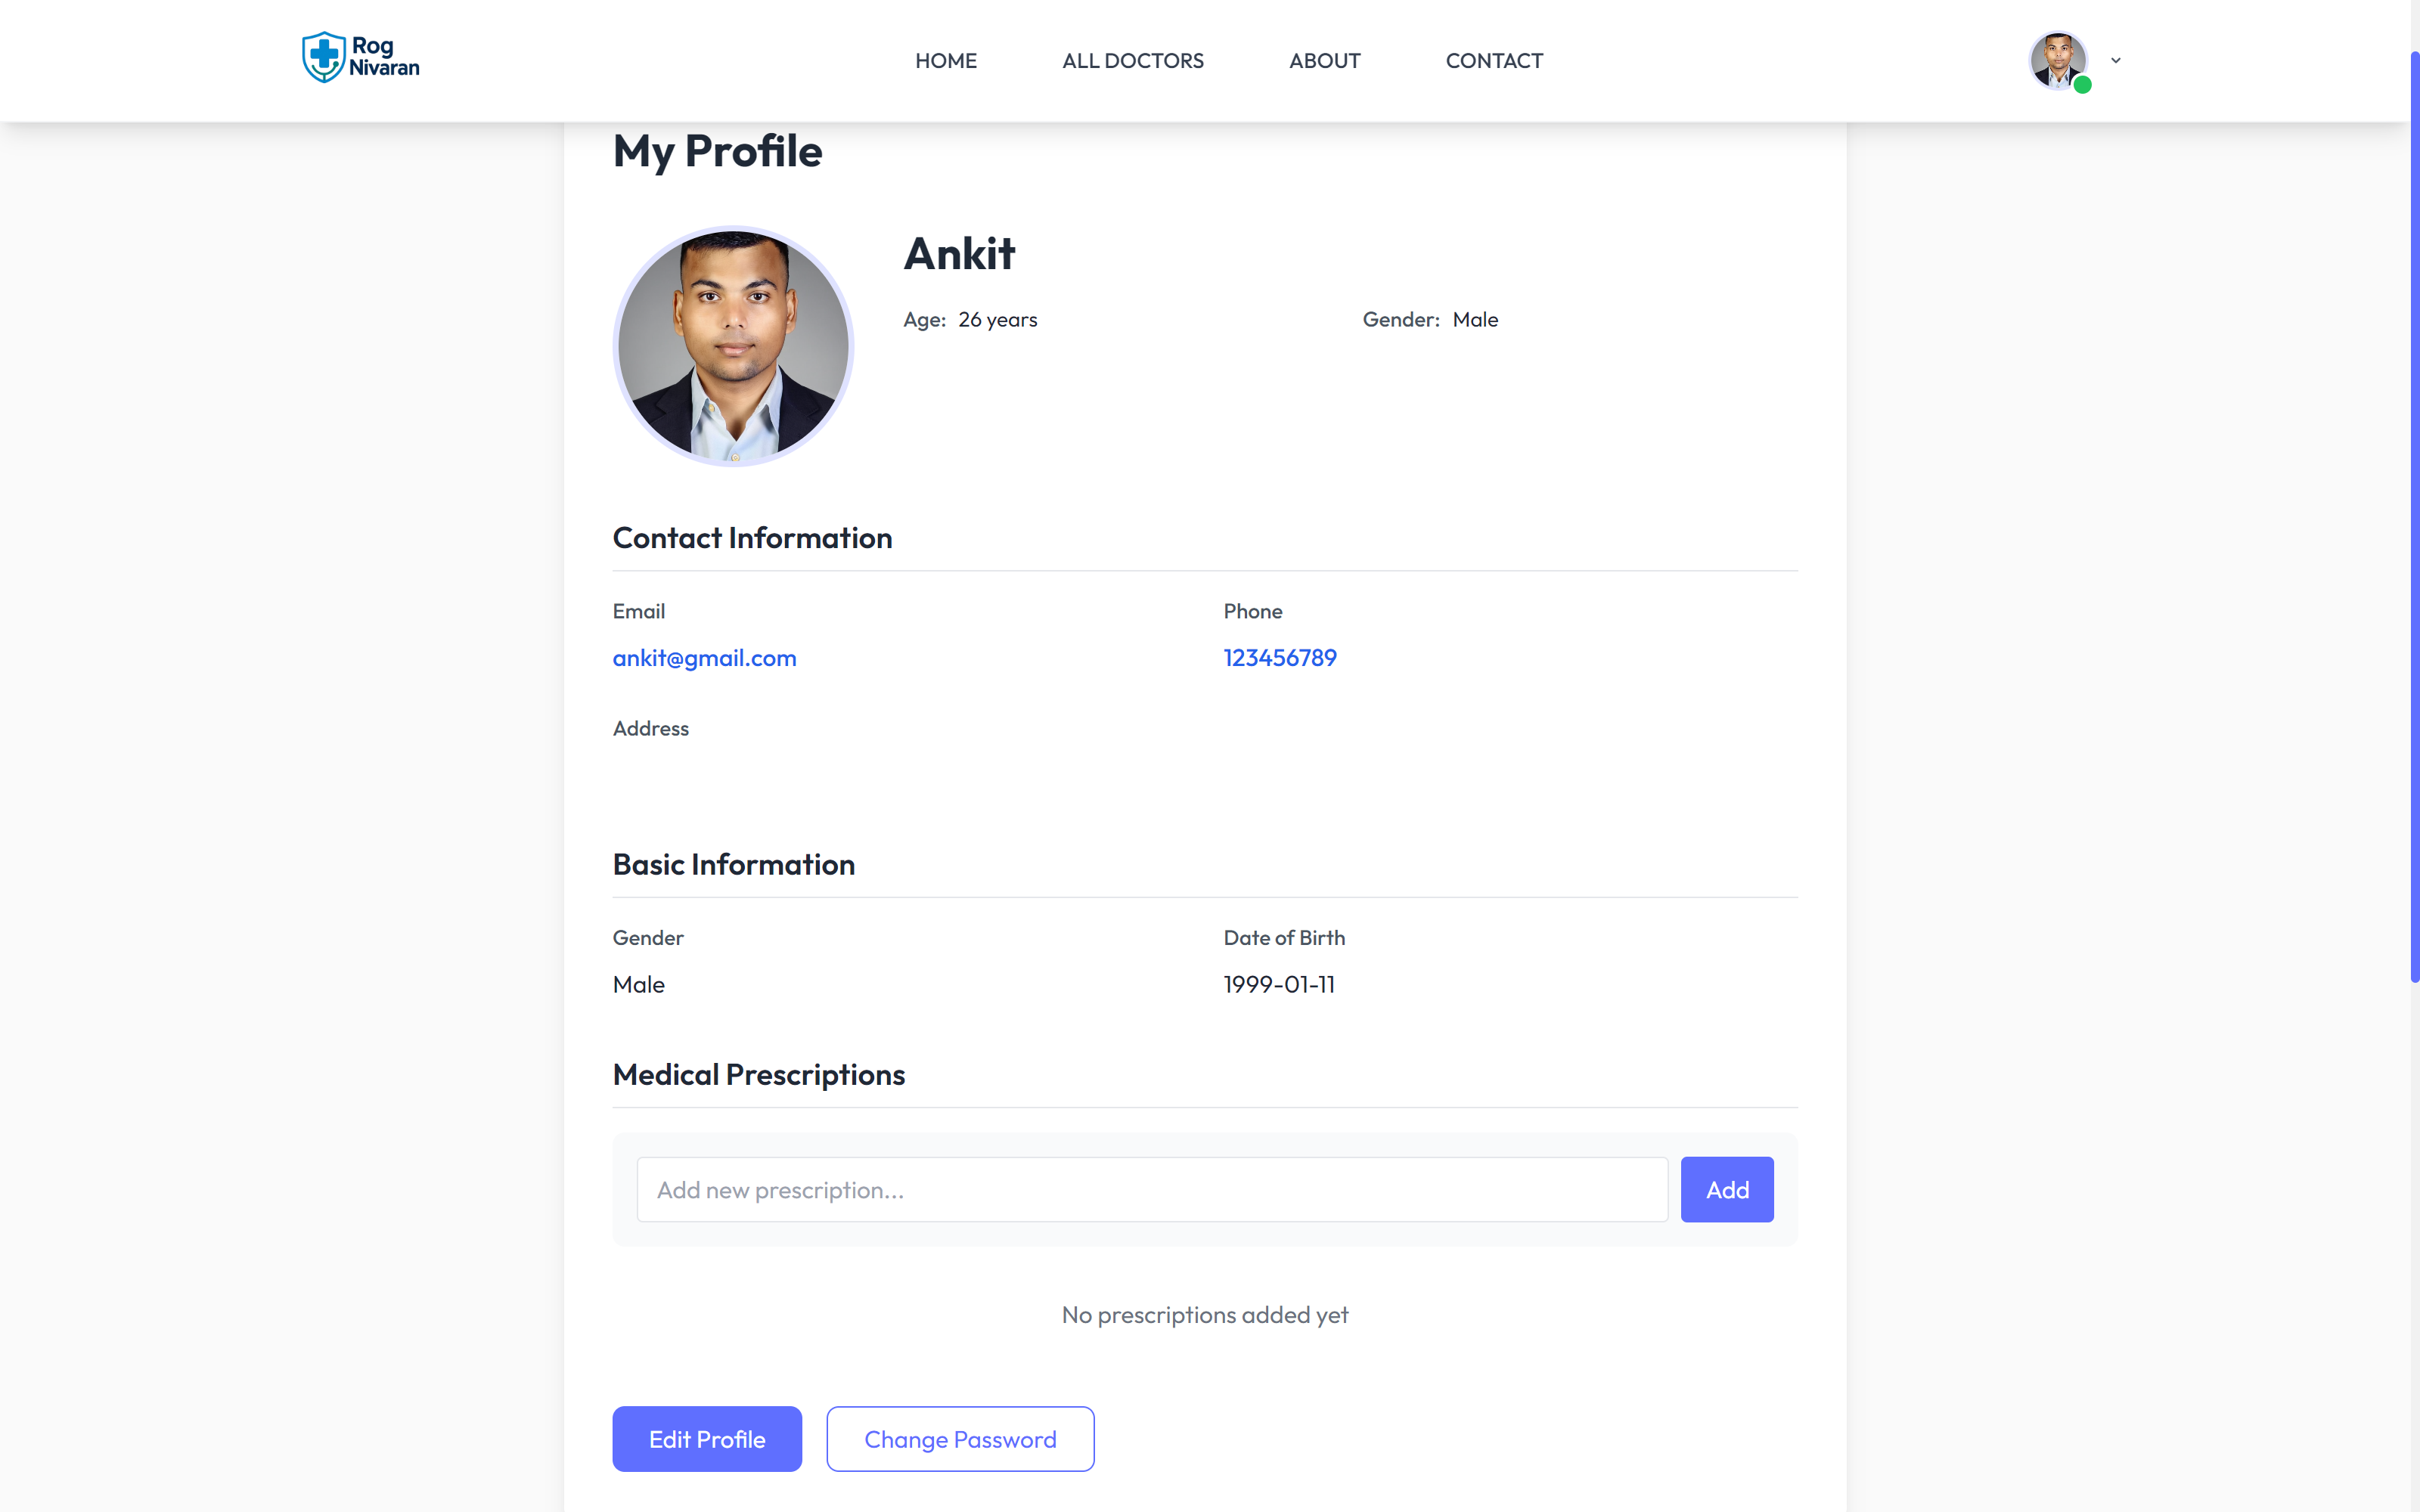 Rog
Nivaran
HOME
ALL DOCTORS
ABOUT
CONTACT
My Profile
Ankit
Age: 26 years
Gender: Male
Contact Information
Email
Phone
ankit@gmail.com
123456789
Address
Basic Information
Gender
Date of Birth
Male
1999-01-11
Medical Prescriptions
Add new prescription...
Add
No prescriptions added yet
Edit Profile
Change Password